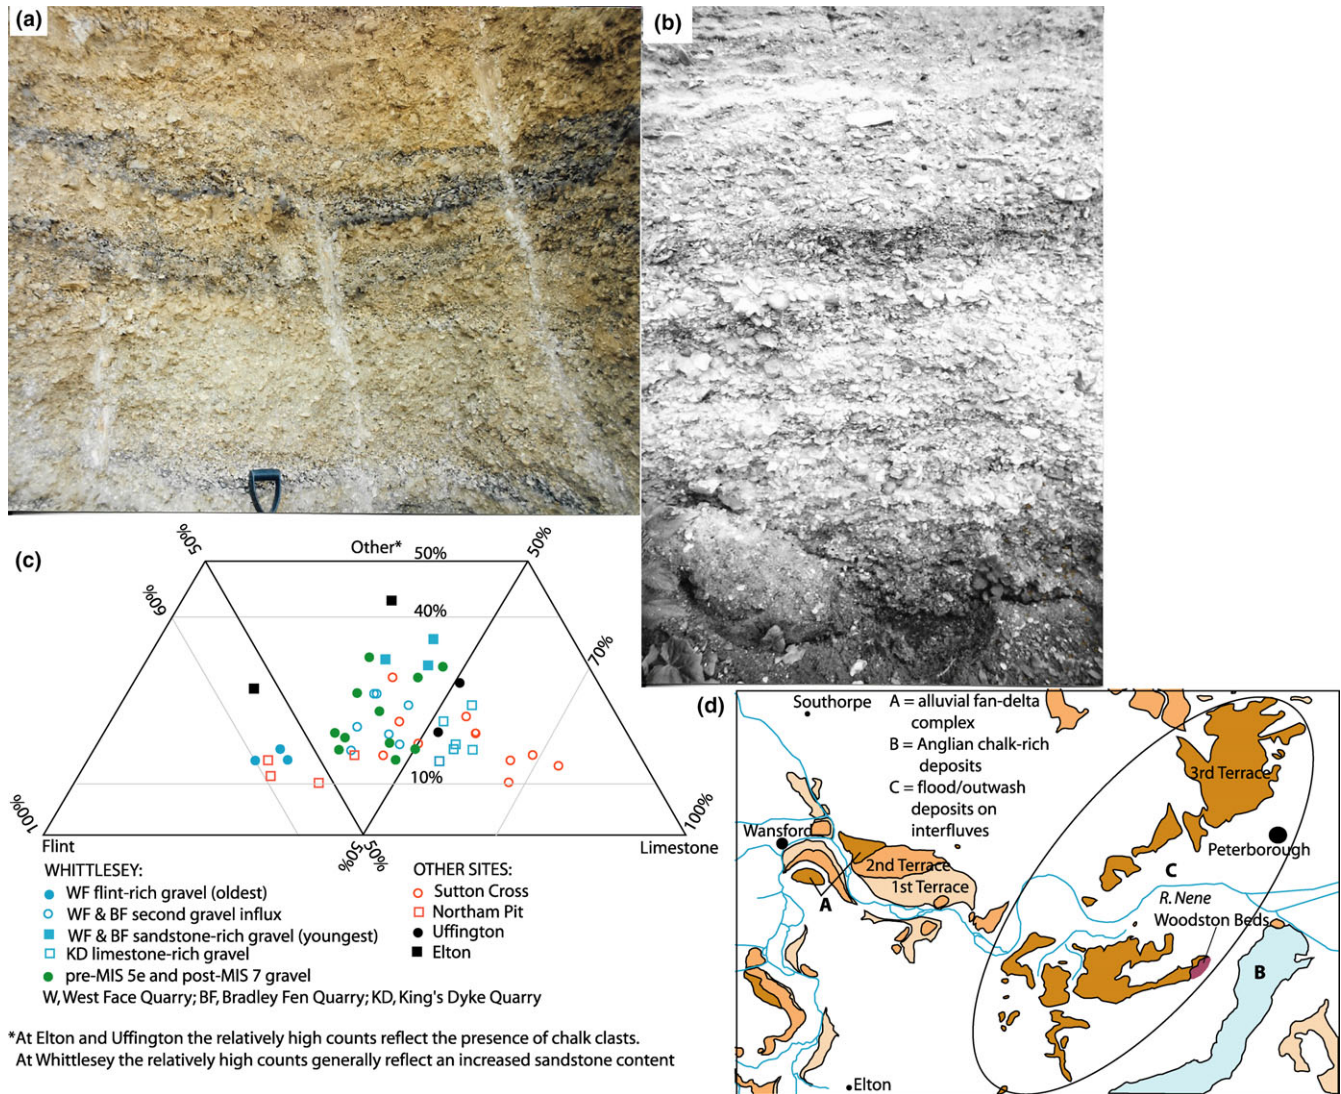 (a)
(b)
(c)
50%
Other*
50%
50%
60%
40%
70%
10%
100%
Flint
50%
50%
Limestone
100%
WHITTLESEY:
WF flint-rich gravel (oldest)
WF & BF second gravel influx
WF & BF sandstone-rich gravel (youngest)
KD limestone-rich gravel
pre-MIS 5e and post-MIS 7 gravel
OTHER SITES:
Sutton Cross
Northam Pit
Uffington
Elton
W, West Face Quarry; BF, Bradley Fen Quarry; KD, King's Dyke Quarry
*At Elton and Uffington the relatively high counts reflect the presence of chalk clasts.
At Whittlesey the relatively high counts generally reflect an increased sandstone content
(d)
Southorpe
A = alluvial fan-delta
complex
B = Anglian chalk-rich
deposits
C = flood/outwash
deposits on
interfluves
3rd Terrace
Wansford
Peterborough
2nd Terrace
1st Terrace
C
A
R. Nene
Woodston Beds
B
Elton